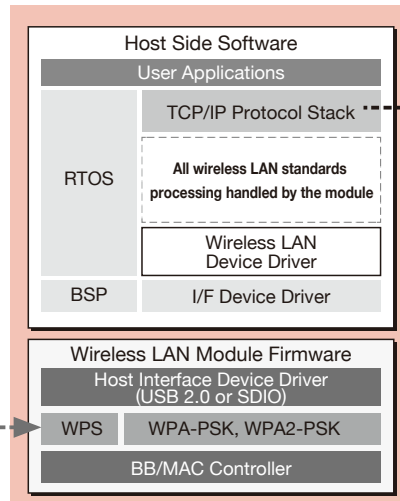 Host Side Software
User Applications
TCP/IP Protocol Stack
RTOS
All wireless LAN standards
processing handled by the module
Wireless LAN
Device Driver
BSP
I/F Device Driver
Wireless LAN Module Firmware
Host Interface Device Driver
(USB 2.0 or SDIO)
WPS
WPA-PSK, WPA2-PSK
BB/MAC Controller